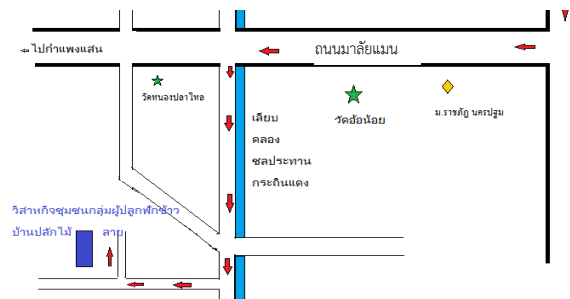 ⇐ ไปกำแพงแสน
ถนนมาลัยแมน
วัดหนองปลาไหล
เลียบ
คลอง
ชลประทาน
กระถินแดง
วัดอ้อน้อย
ม.ราชภัฏ นครปฐม
วิสาหกิจชุมชนกลุ่มผู้ปลูกฟักข้าว
บ้านปลักไม้ ลาย